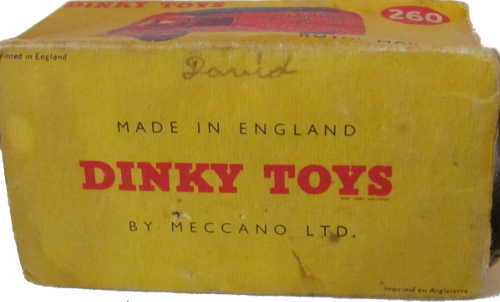 DINKY TOYS
260
Printed in England
David
MADE IN ENGLAND
DINKY TOYS
BY MECCANO LTD.
Imprimé en Angleterre